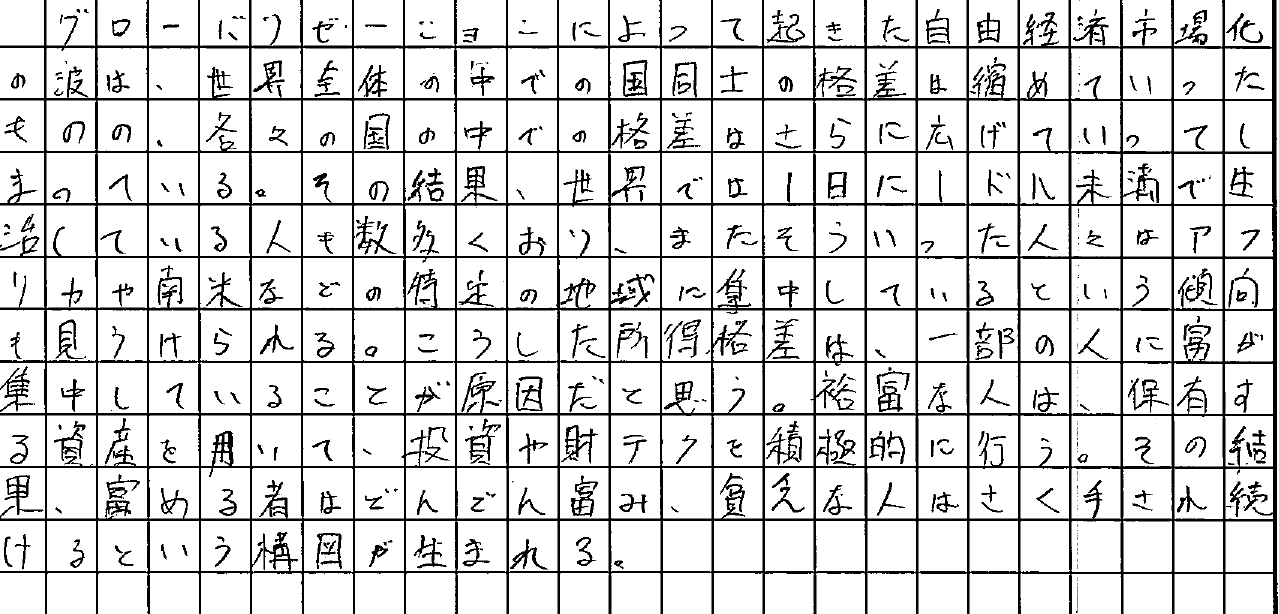 グローバリゼーションによって起きた自由経済市場化
の波は、世界全体の中での国同士の格差は縮めていった
ものの、各々の国の中での格差はさらに広げていってし
まっている。その結果、世界では1日に1ドル未満で生
活している人も数多くおり、またそういった人々はアフ
リカや南米などの特定の地域に集中しているという傾向
も見うけられる。こうした所得格差は、一部の人に富が
集中していることが原因だと思う。裕富な人は、保有す
る資産を用いて、投資や財テクを積極的に行う。その結
果、富める者はどんどん富み、貧乏な人はさく手され続
けるという構図が生まれる。